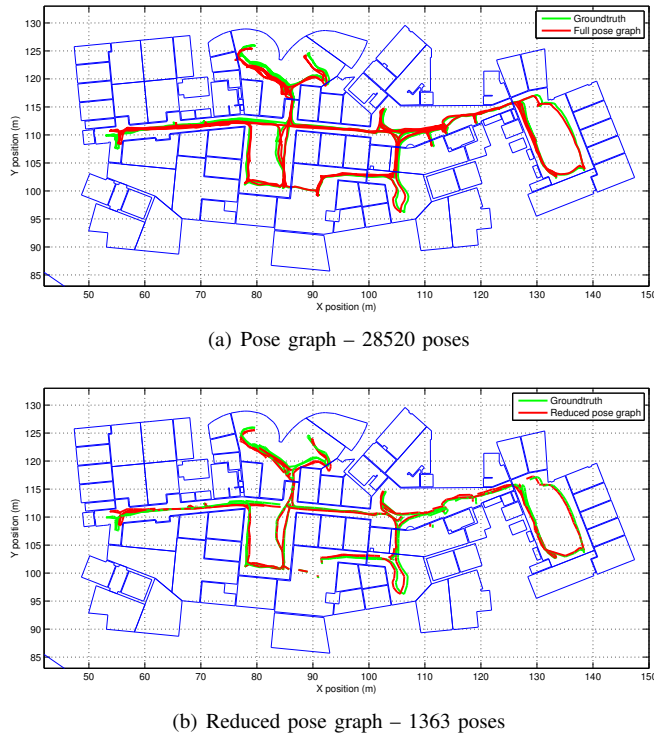 Groundtruth
Full pose graph
130
125
120
115
110
105
100
95
90
85
Y position (m)
50 60 70 80 90 100 110 120 130 140 150
X position (m)
(a) Pose graph – 28520 poses
Groundtruth
Reduced pose graph
130
125
120
115
110
105
100
95
90
85
Y position (m)
50 60 70 80 90 100 110 120 130 140 150
X position (m)
(b) Reduced pose graph – 1363 poses